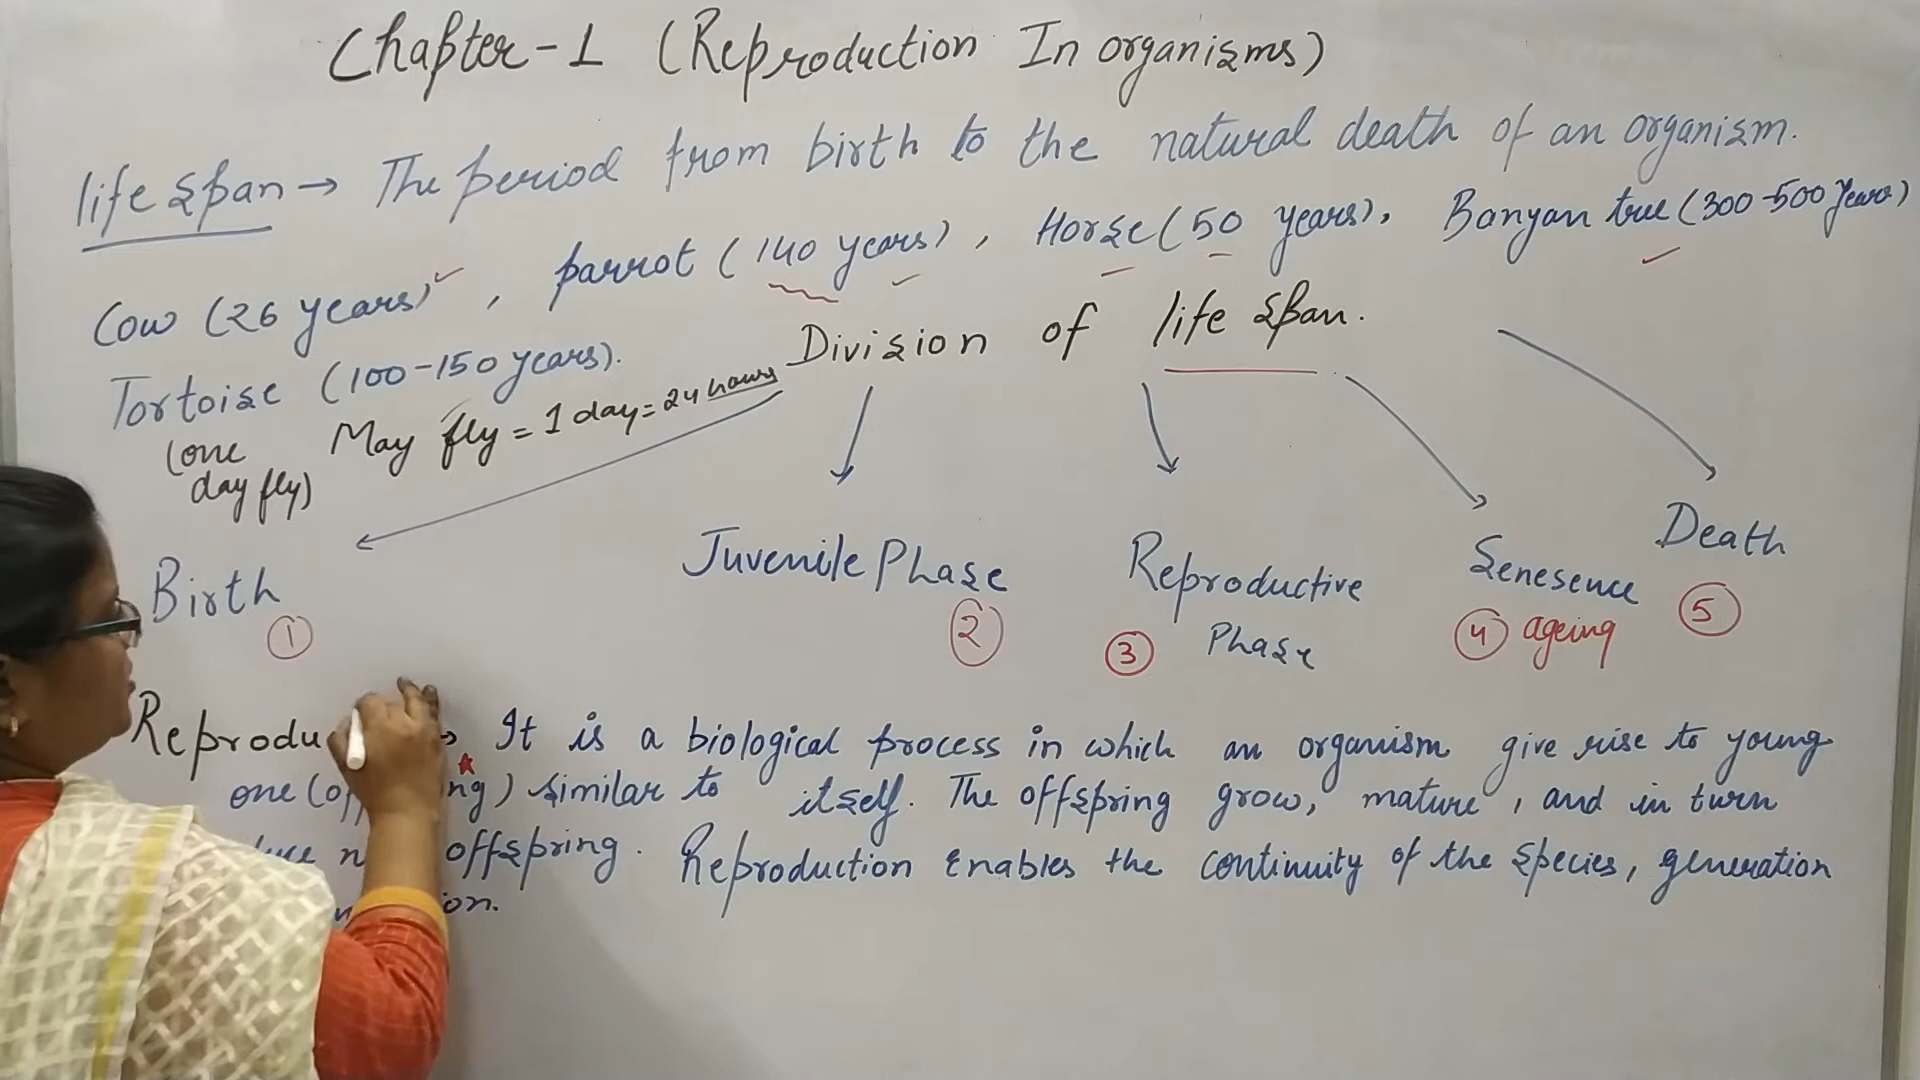 Chapter-1 (Reproduction In organisms)
life span → The period from birth to the natural death of an organism.
Cow (26 years) , parrot (140 years) , Horse (50 years), Banyan tree (300-500 years)
Tortoise (100-150 years).
(one day fly) May fly = 1 day = 24 hours
Division of life span.
Birth
1
Juvenile Phase
2
Reproductive
Phase
3
Senesence
4 ageing
Death
5
Reprodu → It is a biological process in which an organism give rise to young
one (of ng) similar to itself. The offspring grow, mature, and in turn
offspring. Reproduction Enables the continuity of the species, generation
on.